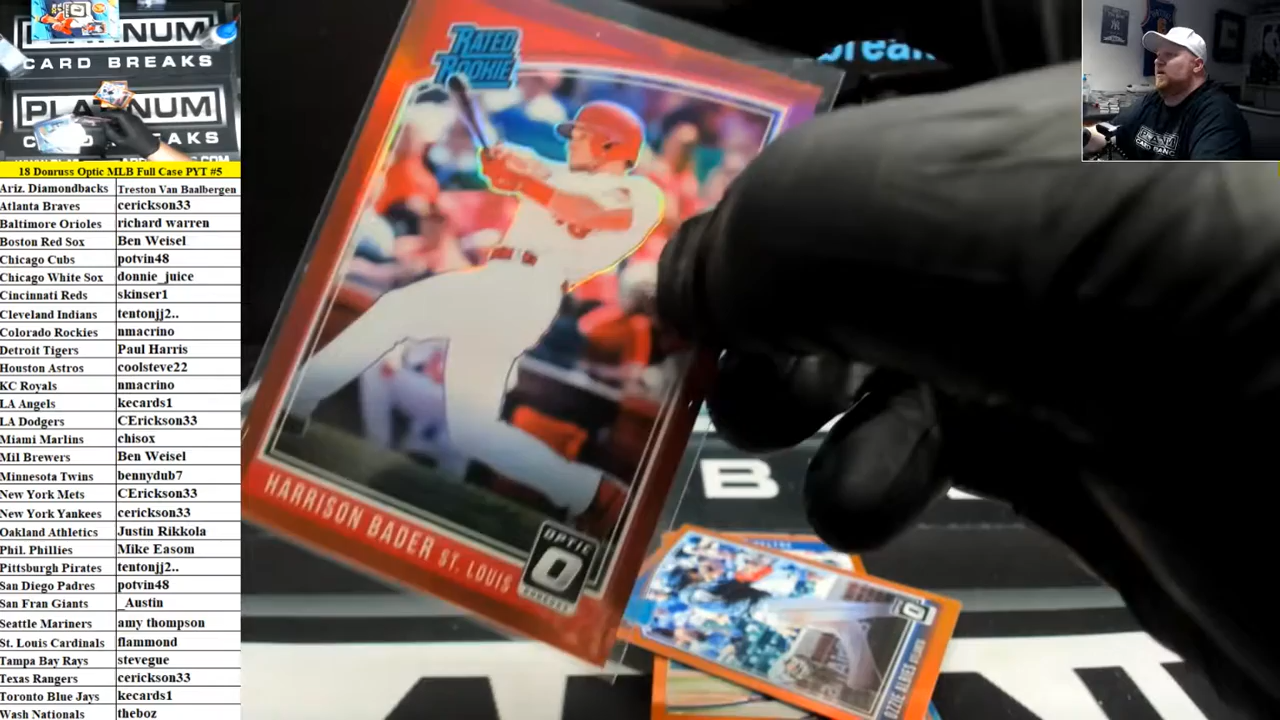 PLATINUM
CARD BREAKS
PLATINUM
18 Donruss Optic MLB Full Case PYT #5
Ariz. Diamondbacks Treston Van Baalbergen
Atlanta Braves cerickson33
Baltimore Orioles richard warren
Boston Red Sox Ben Weisel
Chicago Cubs potvin48
Chicago White Sox donnie_juice
Cincinnati Reds skinser1
Cleveland Indians tentonjj2..
Colorado Rockies nmacrino
Detroit Tigers Paul Harris
Houston Astros coolsteve22
KC Royals nmacrino
LA Angels kecards1
LA Dodgers CErickson33
Miami Marlins chisox
Mil Brewers Ben Weisel
Minnesota Twins bennydub7
New York Mets CErickson33
New York Yankees cerickson33
Oakland Athletics Justin Rikkola
Phil. Phillies Mike Easom
Pittsburgh Pirates tentonjj2..
San Diego Padres potvin48
San Fran Giants _Austin
Seattle Mariners amy thompson
St. Louis Cardinals flammond
Tampa Bay Rays stevegue
Texas Rangers cerickson33
Toronto Blue Jays kecards1
Wash Nationals theboz
RATED
ROOKIE
HARRISON BADER ST. LOUIS
OPTIC
O
DONRUSS
break
B
OZZIE ALBIES